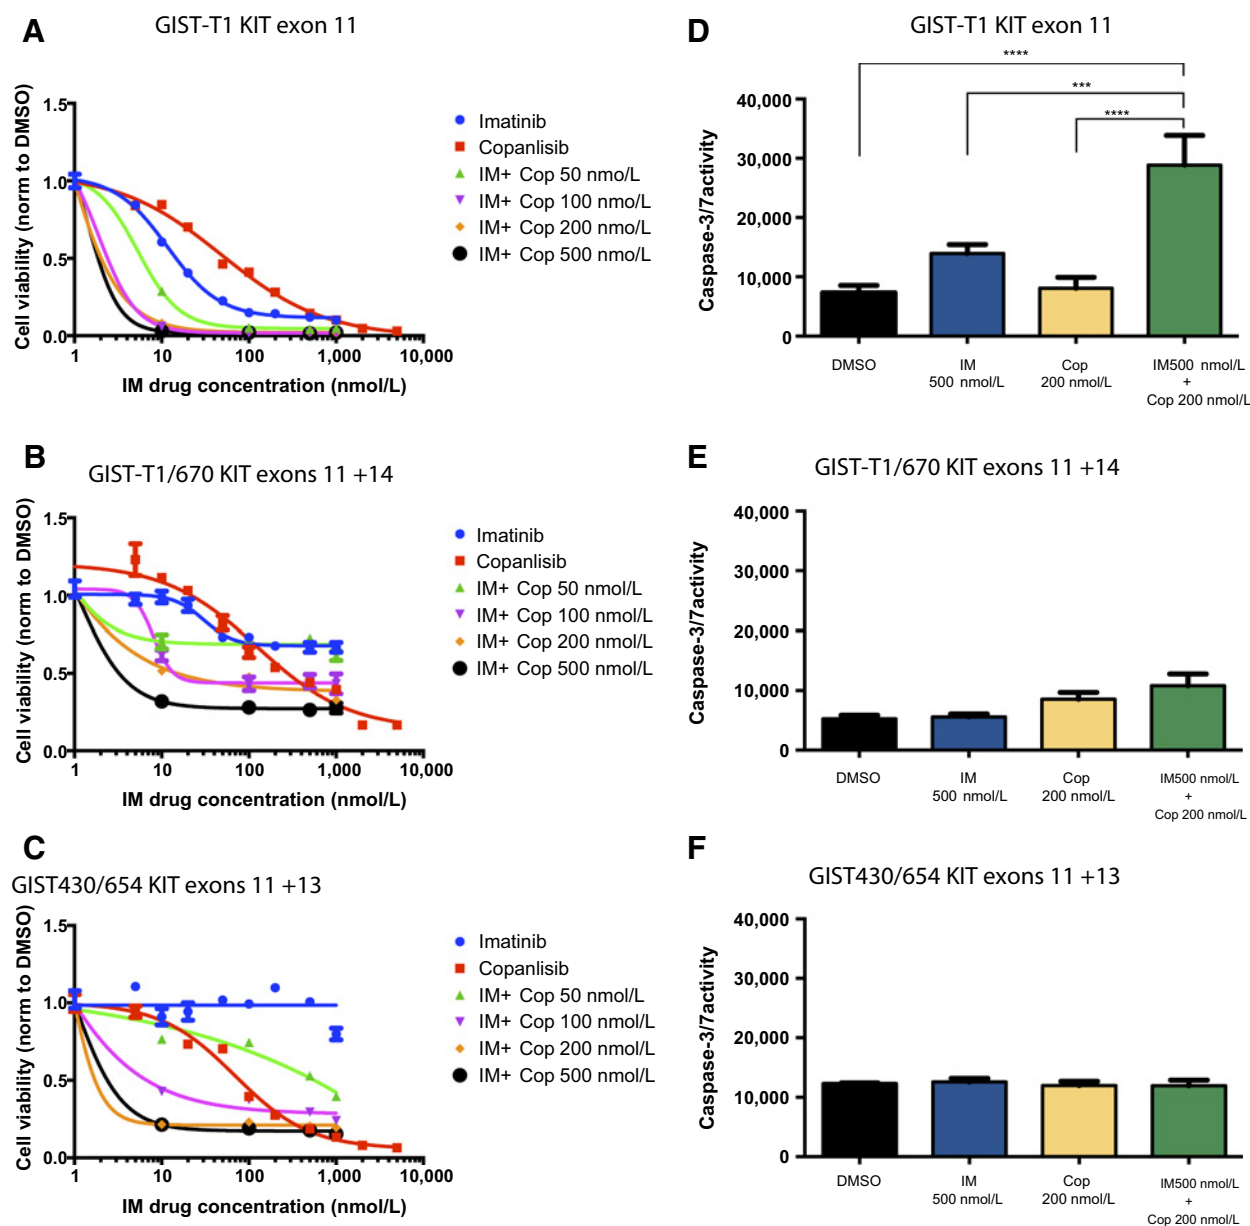 A
GIST-T1 KIT exon 11
Cell viability (norm to DMSO)
1.5
1.0
0.5
0.0
1
10
100
1,000
10,000
IM drug concentration (nmol/L)
Imatinib
Copanlisib
IM+ Cop 50 nmo/L
IM+ Cop 100 nmo/L
IM+ Cop 200 nmo/L
IM+ Cop 500 nmo/L
D
GIST-T1 KIT exon 11
****
***
****
Caspase-3/7activity
40,000
30,000
20,000
10,000
0
DMSO
IM
500 nmol/L
Cop
200 nmol/L
IM500 nmol/L
+
Cop 200 nmol/L
B
GIST-T1/670 KIT exons 11 +14
Cell viability (norm to DMSO)
1.5
1.0
0.5
0.0
1
10
100
1,000
10,000
IM drug concentration (nmol/L)
Imatinib
Copanlisib
IM+ Cop 50 nmol/L
IM+ Cop 100 nmol/L
IM+ Cop 200 nmol/L
IM+ Cop 500 nmol/L
E
GIST-T1/670 KIT exons 11 +14
Caspase-3/7activity
40,000
30,000
20,000
10,000
0
DMSO
IM
500 nmol/L
Cop
200 nmol/L
IM500 nmol/L
+
Cop 200 nmol/L
C
GIST430/654 KIT exons 11 +13
Cell viability (norm to DMSO)
1.5
1.0
0.5
0.0
1
10
100
1,000
10,000
IM drug concentration (nmol/L)
Imatinib
Copanlisib
IM+ Cop 50 nmol/L
IM+ Cop 100 nmol/L
IM+ Cop 200 nmol/L
IM+ Cop 500 nmol/L
F
GIST430/654 KIT exons 11 +13
Caspase-3/7activity
40,000
30,000
20,000
10,000
0
DMSO
IM
500 nmol/L
Cop
200 nmol/L
IM500 nmol/L
+
Cop 200 nmol/L